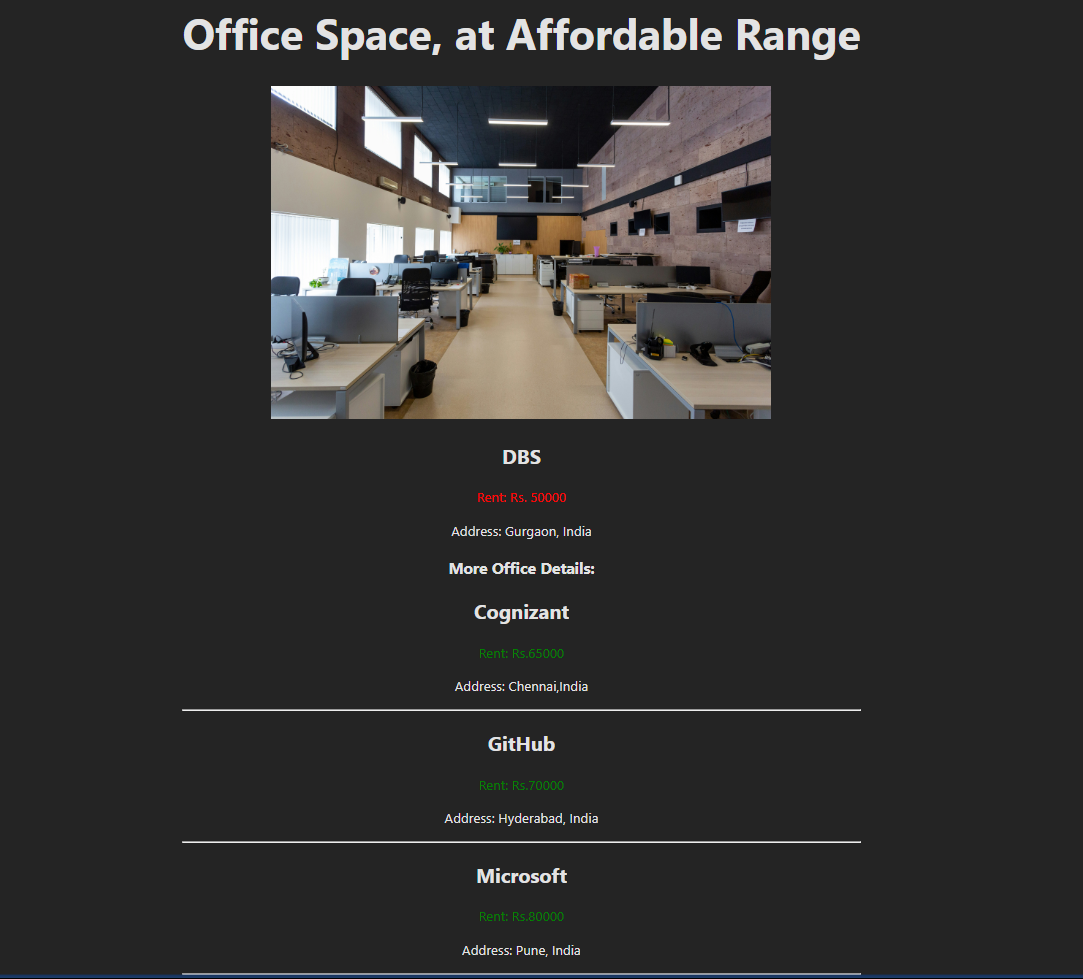 Office Space, at Affordable Range
DBS
Rent: Rs. 50000
Address: Gurgaon, India
More Office Details:
Cognizant
Rent: Rs.65000
Address: Chennai,India
GitHub
Rent: Rs.70000
Address: Hyderabad, India
Microsoft
Rent: Rs.80000
Address: Pune, India